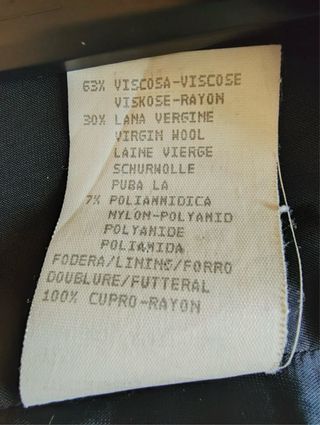 63% VISCOSA-VISCOSE
VISKOSE-RAYON
30% LANA VERGINE
VIRGIN WOOL
LAINE VIERGE
SCHURWOLLE
PUBA LA
7% POLIAMMIDICA
NYLON-POLYAMID
POLYAMIDE
POLIAMIDA
FODERA/LINING/FORRO
DOUBLURE/FUTTERAL
100% CUPRO-RAYON